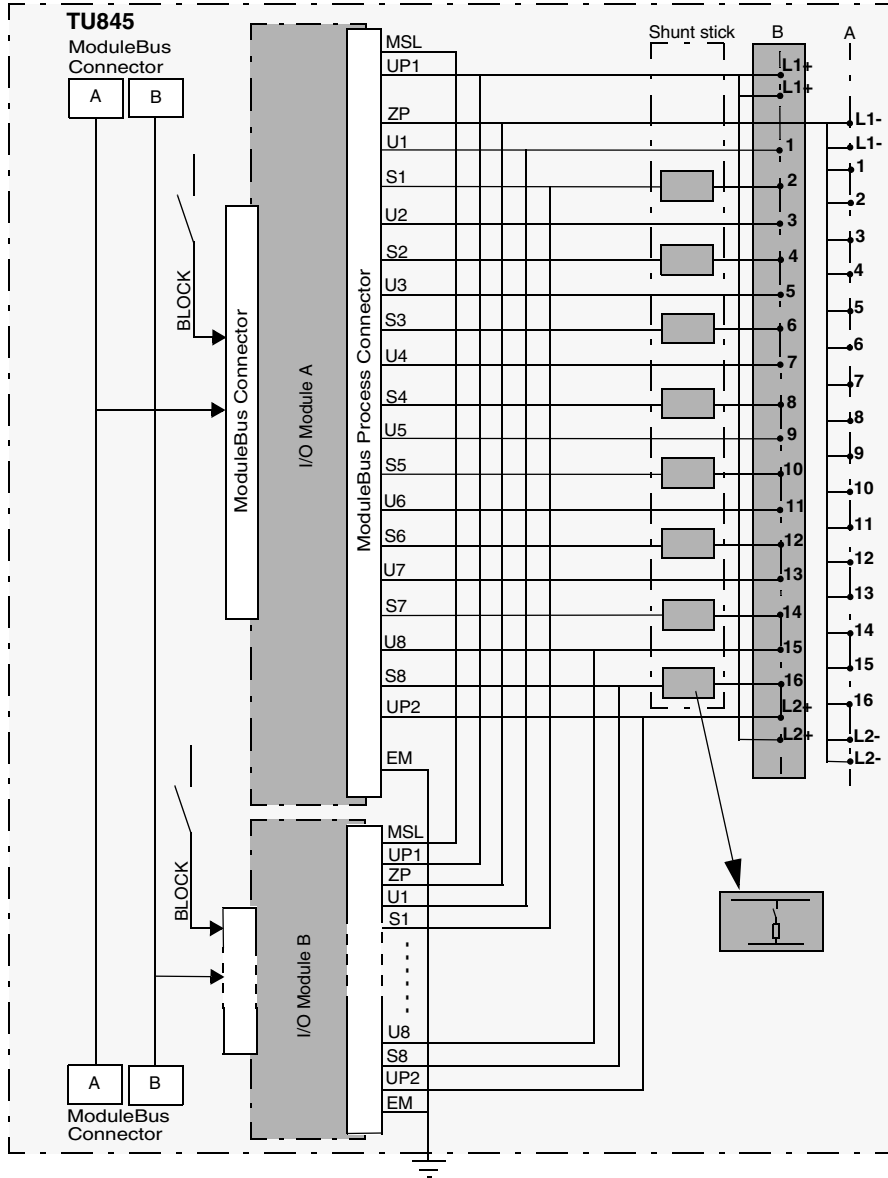 TU845
ModuleBus
Connector
A
B
BLOCK
ModuleBus Connector
I/O Module A
ModuleBus Process Connector
MSL
UP1
ZP
U1
S1
U2
S2
U3
S3
U4
S4
U5
S5
U6
S6
U7
S7
U8
S8
UP2
EM
Shunt stick
B
L1+
L1+
1
2
3
4
5
6
7
8
9
10
11
12
13
14
15
16
L2+
L2+
A
L1-
L1-
1
2
3
4
5
6
7
8
9
10
11
12
13
14
15
16
L2-
L2-
BLOCK
I/O Module B
MSL
UP1
ZP
U1
S1
U8
S8
UP2
EM
A
B
ModuleBus
Connector